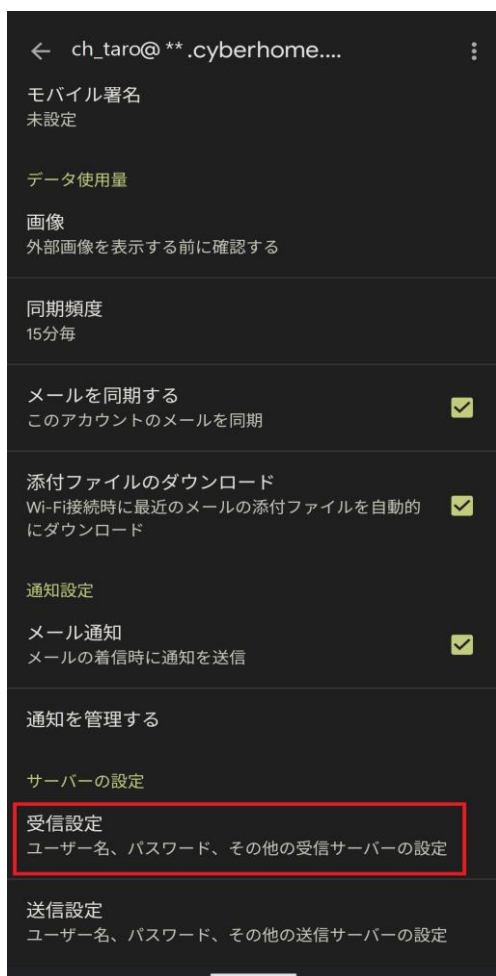 ch_taro@ **.cyberhome....
モバイル署名
未設定
データ使用量
画像
外部画像を表示する前に確認する
同期頻度
15分毎
メールを同期する
このアカウントのメールを同期
添付ファイルのダウンロード
Wi-Fi接続時に最近のメールの添付ファイルを自動的
にダウンロード
通知設定
メール通知
メールの着信時に通知を送信
通知を管理する
サーバーの設定
受信設定
ユーザー名、パスワード、その他の受信サーバーの設定
送信設定
ユーザー名、パスワード、その他の送信サーバーの設定